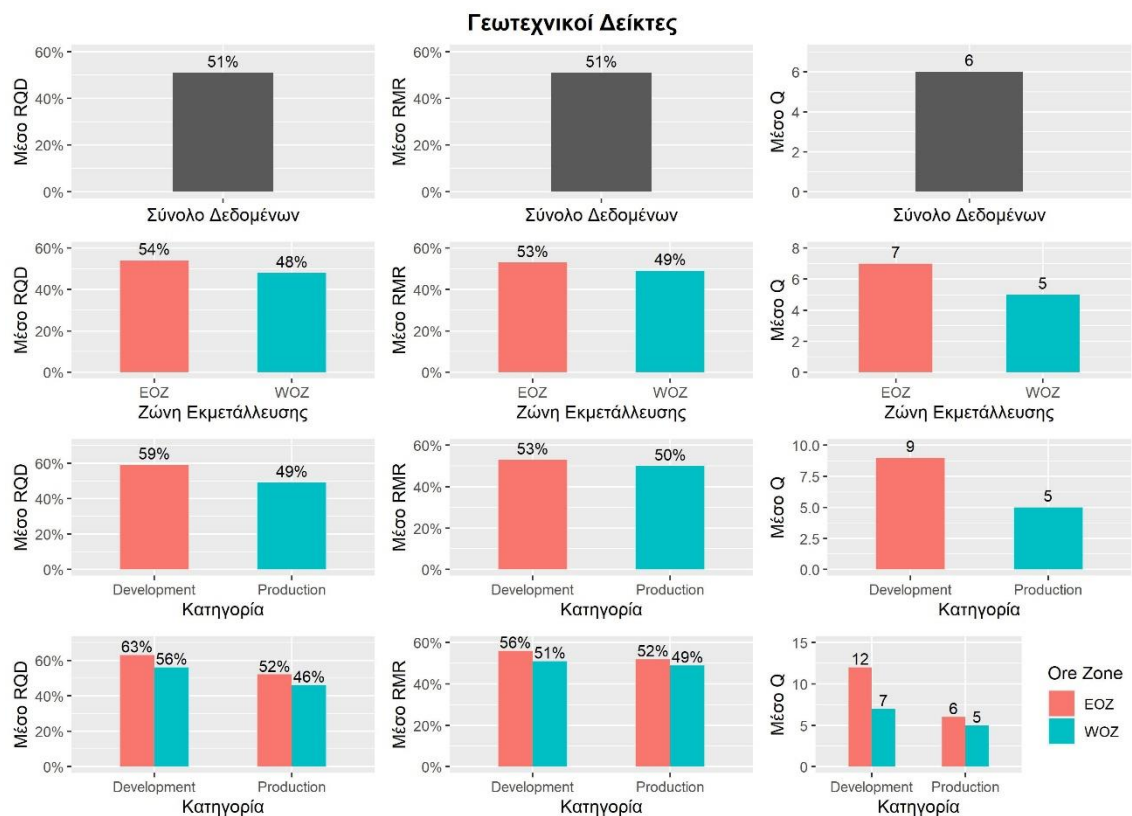 Γεωτεχνικοί Δείκτες
Μέσο RQD
60%
40%
20%
0%
51%
Σύνολο Δεδομένων
Μέσο RMR
60%
40%
20%
0%
51%
Σύνολο Δεδομένων
Μέσο Q
6
4
2
0
6
Σύνολο Δεδομένων
Μέσο RQD
60%
40%
20%
0%
54%
48%
EOZ
WOZ
Ζώνη Εκμετάλλευσης
Μέσο RMR
60%
40%
20%
0%
53%
49%
EOZ
WOZ
Ζώνη Εκμετάλλευσης
Μέσο Q
8
6
4
2
0
7
5
EOZ
WOZ
Ζώνη Εκμετάλλευσης
Μέσο RQD
60%
40%
20%
0%
59%
49%
Development
Production
Κατηγορία
Μέσο RMR
60%
40%
20%
0%
53%
50%
Development
Production
Κατηγορία
Μέσο Q
10.0
7.5
5.0
2.5
0.0
9
5
Development
Production
Κατηγορία
Μέσο RQD
60%
40%
20%
0%
63%
56%
52%
46%
Development
Production
Κατηγορία
Μέσο RMR
60%
40%
20%
0%
56%
51%
52%
49%
Development
Production
Κατηγορία
Μέσο Q
15
10
5
0
12
7
6
5
Development
Production
Κατηγορία
Ore Zone
EOZ
WOZ